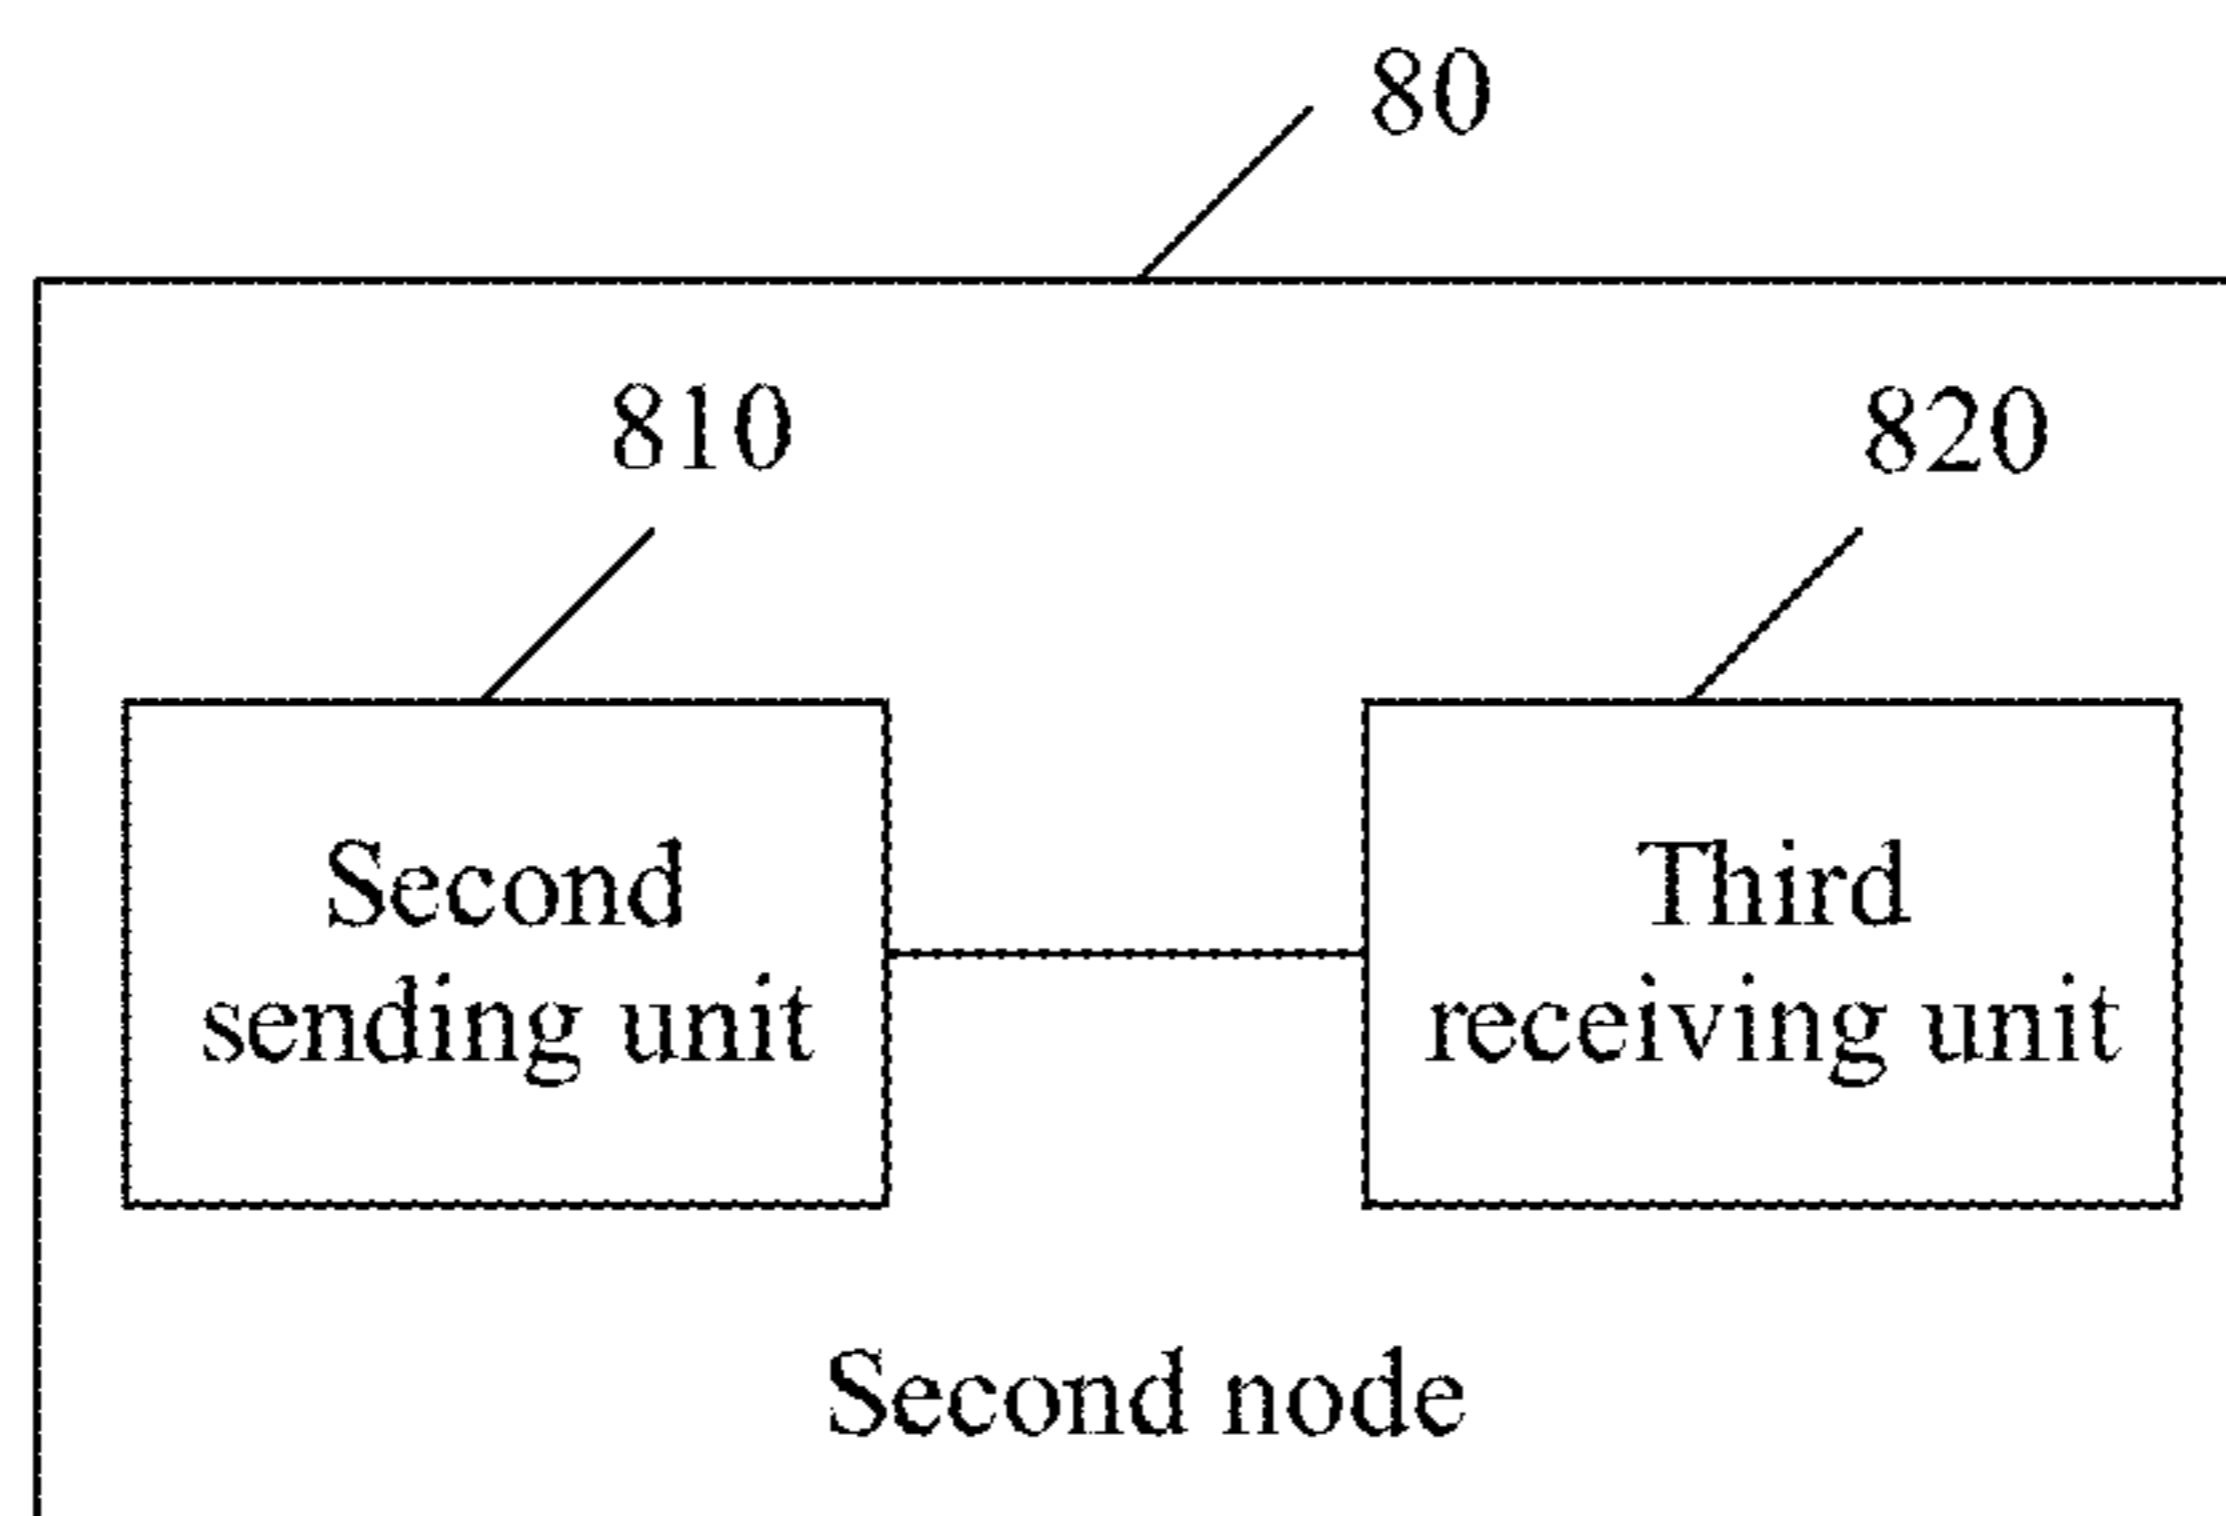 80
810
820
Second
sending unit
Third
receiving unit
Second node